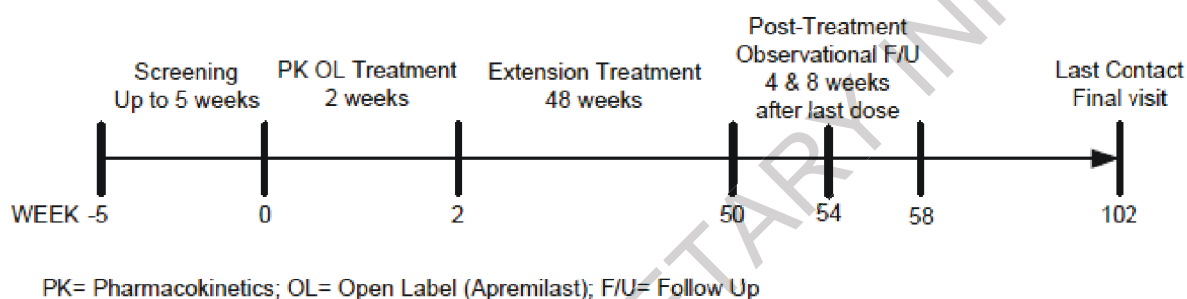 Post-Treatment
Observational F/U
4 & 8 weeks
after last dose
Screening
Up to 5 weeks
PK OL Treatment
2 weeks
Extension Treatment
48 weeks
Last Contact
Final visit
WEEK -5 0 2 50 54 58 102
PK= Pharmacokinetics; OL= Open Label (Apremilast); F/U= Follow Up